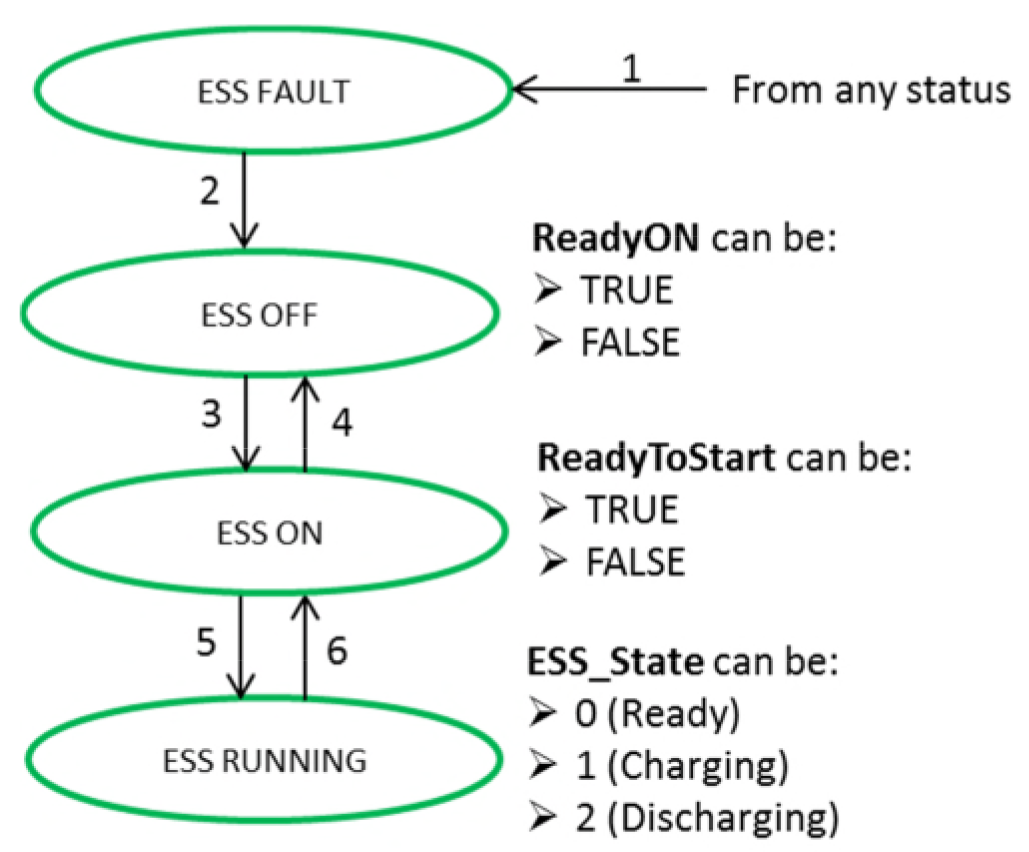 ESS FAULT
1
From any status
2
ReadyON can be:
➢ TRUE
➢ FALSE
ESS OFF
3
4
ReadyToStart can be:
➢ TRUE
➢ FALSE
ESS ON
5
6
ESS_State can be:
➢ 0 (Ready)
➢ 1 (Charging)
➢ 2 (Discharging)
ESS RUNNING